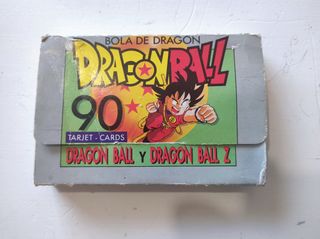 BOLA DE DRAGON
DRAGON BALL
90
TARJET - CARDS
DRAGON BALL Y DRAGON BALL Z